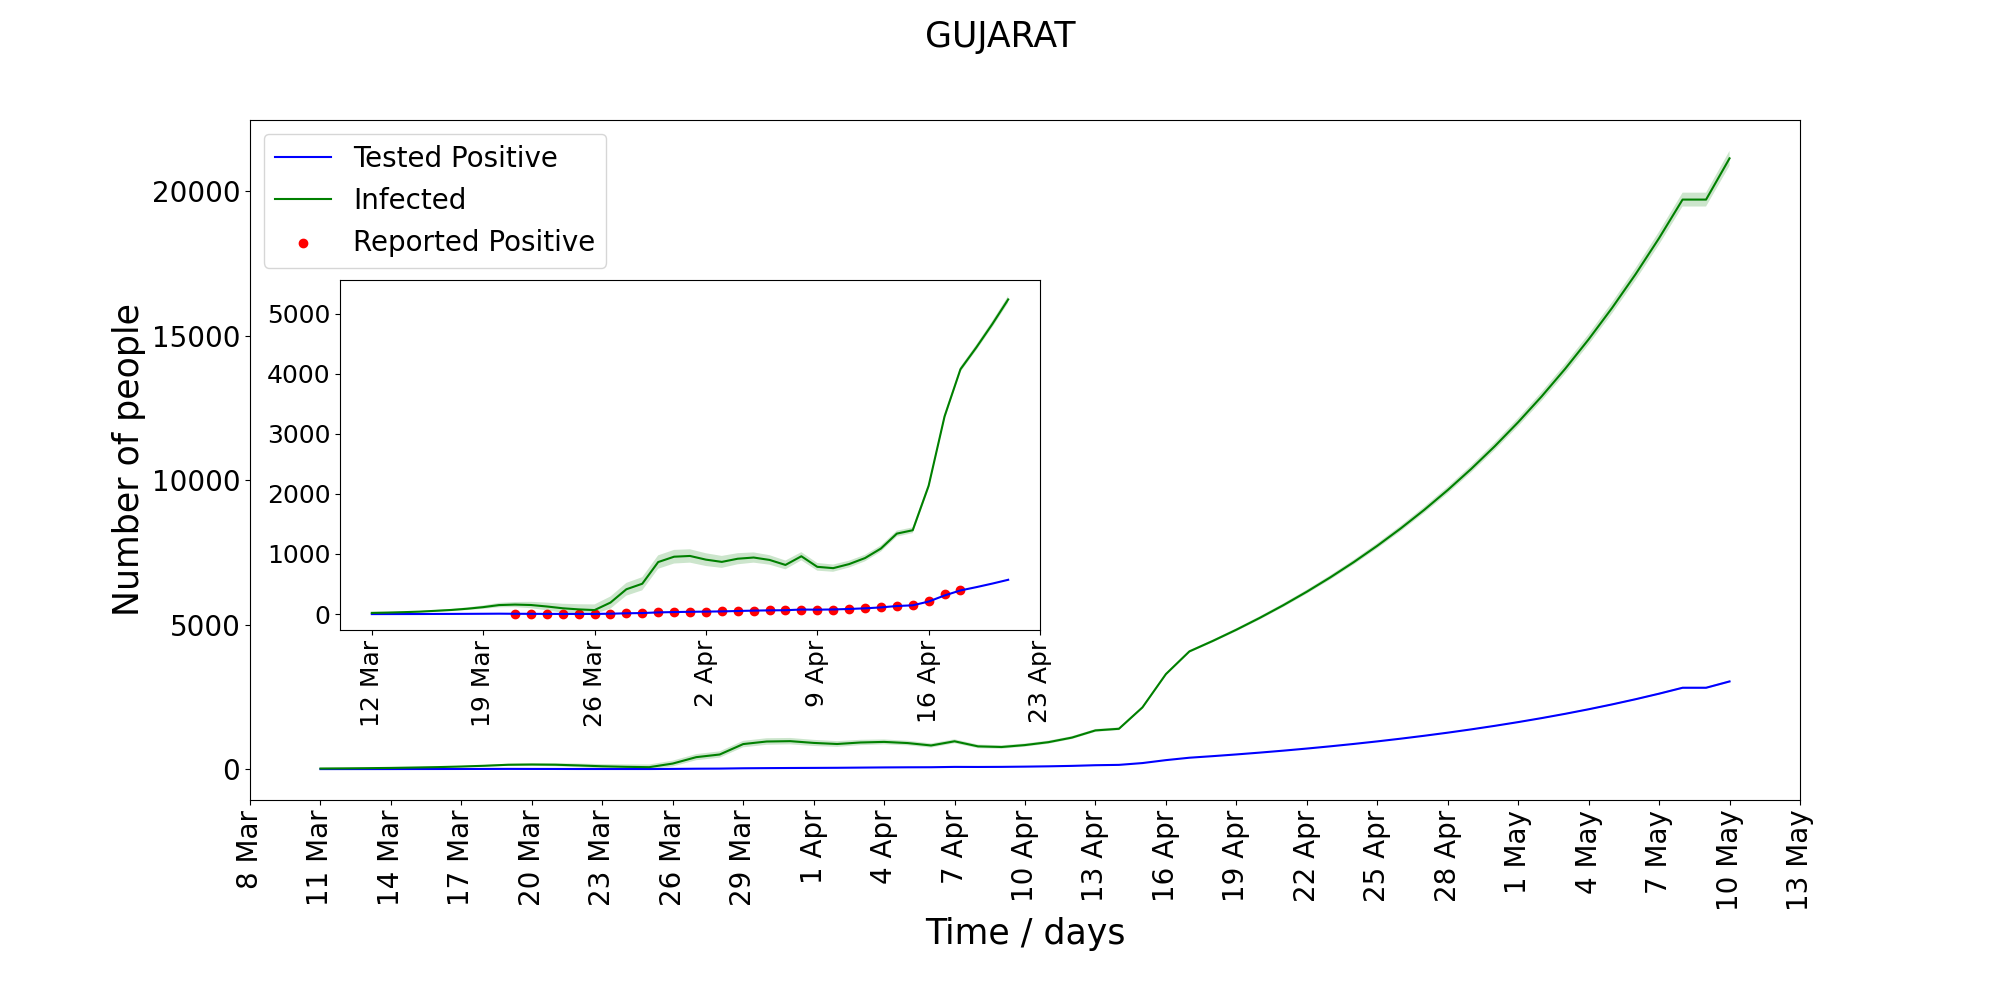 GUJARAT
Tested Positive
Infected
Reported Positive
Number of people
20000
15000
10000
5000
0
5000
4000
3000
2000
1000
0
12 Mar
19 Mar
26 Mar
2 Apr
9 Apr
16 Apr
23 Apr
8 Mar
11 Mar
14 Mar
17 Mar
20 Mar
23 Mar
26 Mar
29 Mar
1 Apr
4 Apr
7 Apr
10 Apr
13 Apr
16 Apr
19 Apr
22 Apr
25 Apr
28 Apr
1 May
4 May
7 May
10 May
13 May
Time / days